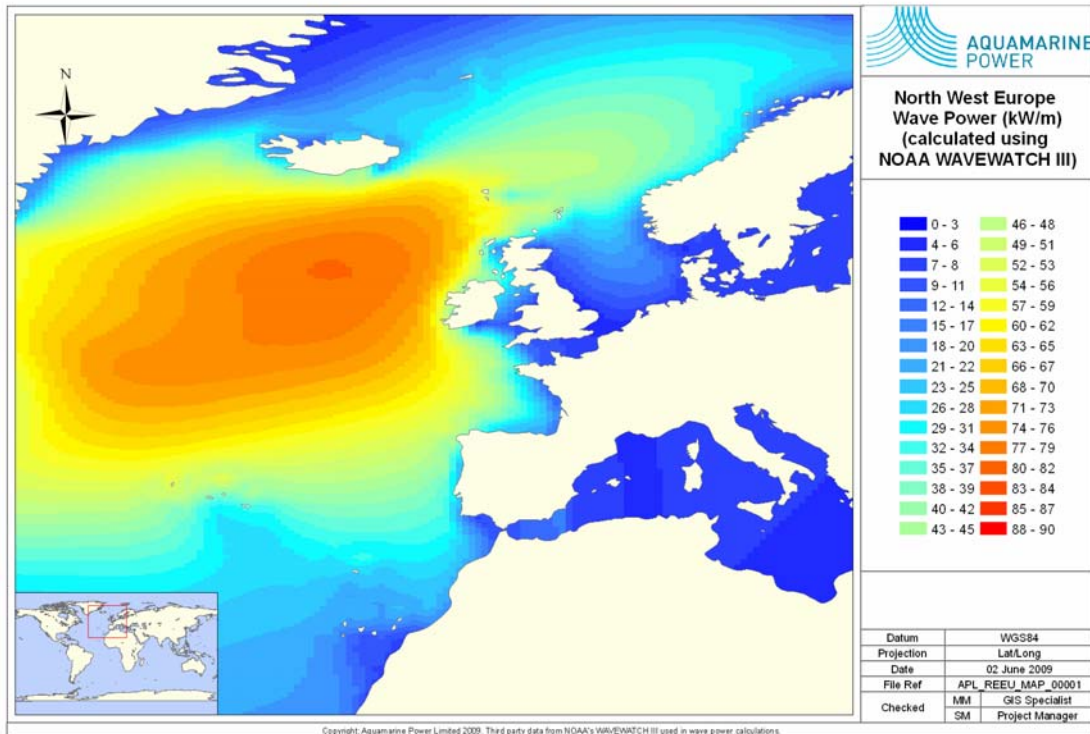 N
AQUAMARINE
POWER
North West Europe
Wave Power (kW/m)
(calculated using
NOAA WAVEWATCH III)
0 - 3
4 - 6
7 - 8
9 - 11
12 - 14
15 - 17
18 - 20
21 - 22
23 - 25
26 - 28
29 - 31
32 - 34
35 - 37
38 - 39
40 - 42
43 - 45
46 - 48
49 - 51
52 - 53
54 - 56
57 - 59
60 - 62
63 - 65
66 - 67
68 - 70
71 - 73
74 - 76
77 - 79
80 - 82
83 - 84
85 - 87
88 - 90
Datum WGS84
Projection Lat/Long
Date 02 June 2009
File Ref APL_REEU_MAP_00001
Checked MM GIS Specialist
SM Project Manager
Copyright: Aquamarine Power Limited 2009. Third party data from NOAA's WAVEWATCH III used in wave power calculations.